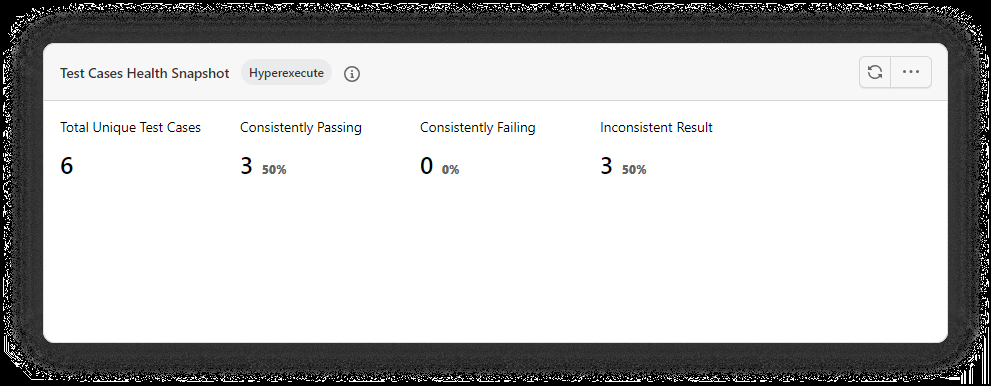 Test Cases Health Snapshot Hyperexecute
Total Unique Test Cases Consistently Passing Consistently Failing Inconsistent Result
6 3 50% 0 0% 3 50%